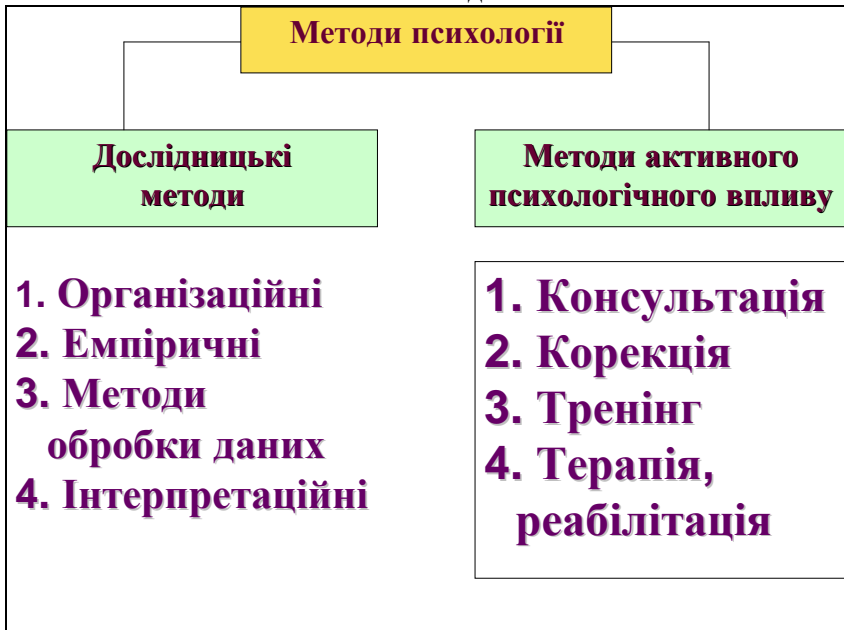 Методи психології
Дослідницькі
методи
1. Організаційні
2. Емпіричні
3. Методи
обробки даних
4. Інтерпретаційні
Методи активного
психологічного впливу
1. Консультація
2. Корекція
3. Тренінг
4. Терапія,
реабілітація